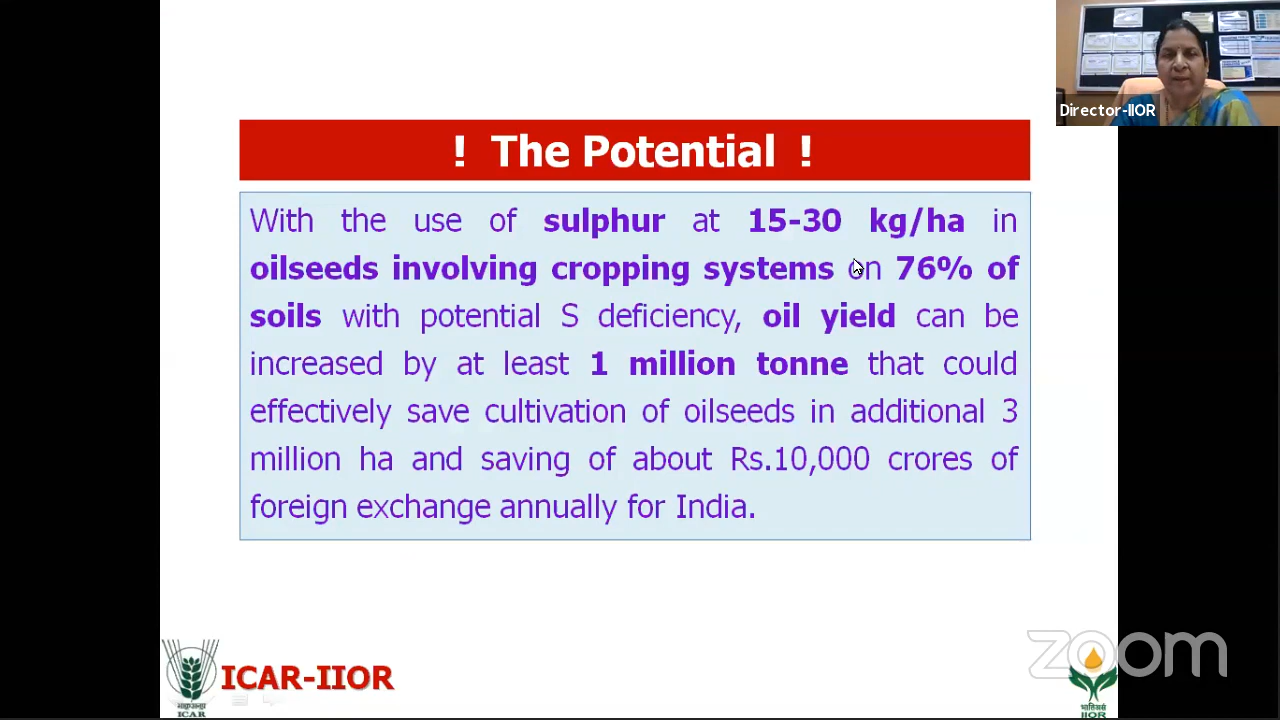 Director-IIOR
! The Potential !
With the use of sulphur at 15-30 kg/ha in
oilseeds involving cropping systems on 76% of
soils with potential S deficiency, oil yield can be
increased by at least 1 million tonne that could
effectively save cultivation of oilseeds in additional 3
million ha and saving of about Rs.10,000 crores of
foreign exchange annually for India.
zoom
ICAR-IIOR
ICAR
IIOR